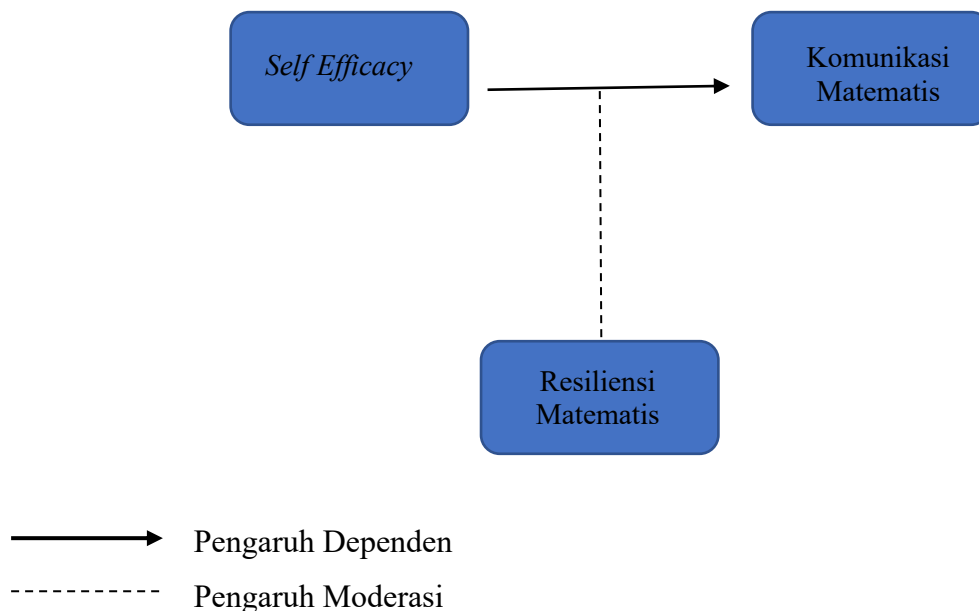 Self Efficacy
Komunikasi
Matematis
Resiliensi
Matematis
Pengaruh Dependen
Pengaruh Moderasi